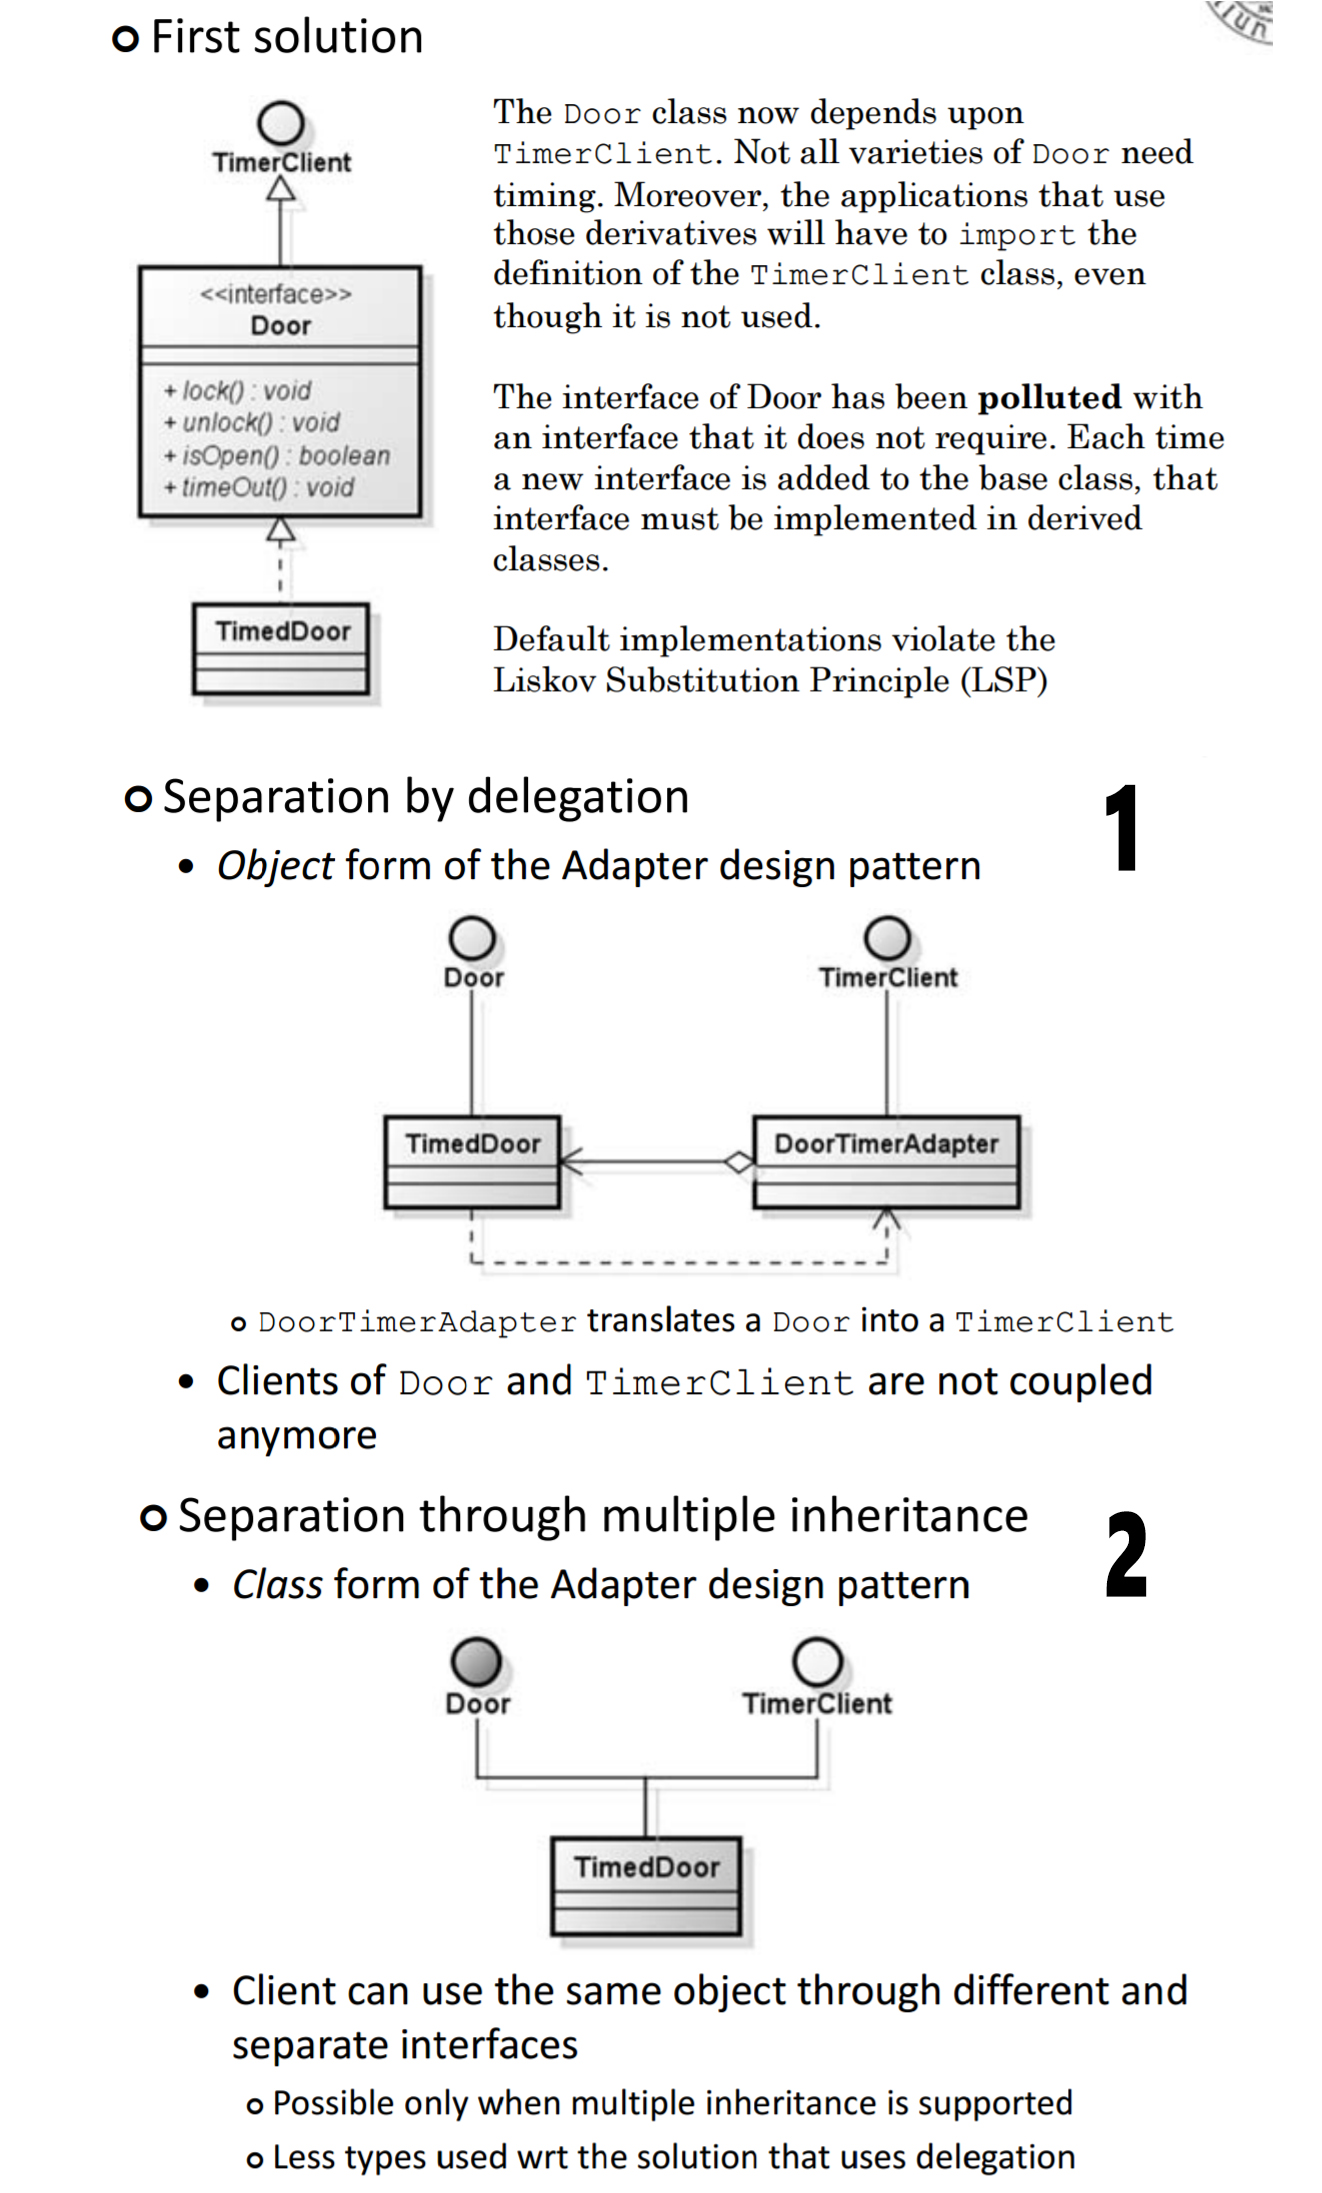 First solution
TimerClient
<<interface>>
Door
+ lock() : void
+ unlock() : void
+ isOpen() : boolean
+ timeOut() : void
TimedDoor
The Door class now depends upon
TimerClient. Not all varieties of Door need
timing. Moreover, the applications that use
those derivatives will have to import the
definition of the TimerClient class, even
though it is not used.
The interface of Door has been polluted with
an interface that it does not require. Each time
a new interface is added to the base class, that
interface must be implemented in derived
classes.
Default implementations violate the
Liskov Substitution Principle (LSP)
Separation by delegation
1
Object form of the Adapter design pattern
Door
TimerClient
TimedDoor
DoorTimerAdapter
DoorTimerAdapter translates a Door into a TimerClient
Clients of Door and TimerClient are not coupled
anymore
Separation through multiple inheritance
2
Class form of the Adapter design pattern
Door
TimerClient
TimedDoor
Client can use the same object through different and
separate interfaces
Possible only when multiple inheritance is supported
Less types used wrt the solution that uses delegation